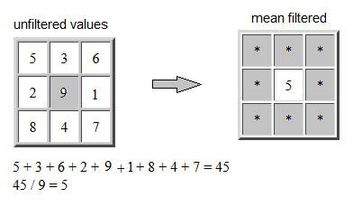 unfiltered values
mean filtered
5 3 6
2 9 1
8 4 7
* * *
* 5 *
* * *
5 + 3 + 6 + 2 + 9 + 1 + 8 + 4 + 7 = 45
45 / 9 = 5